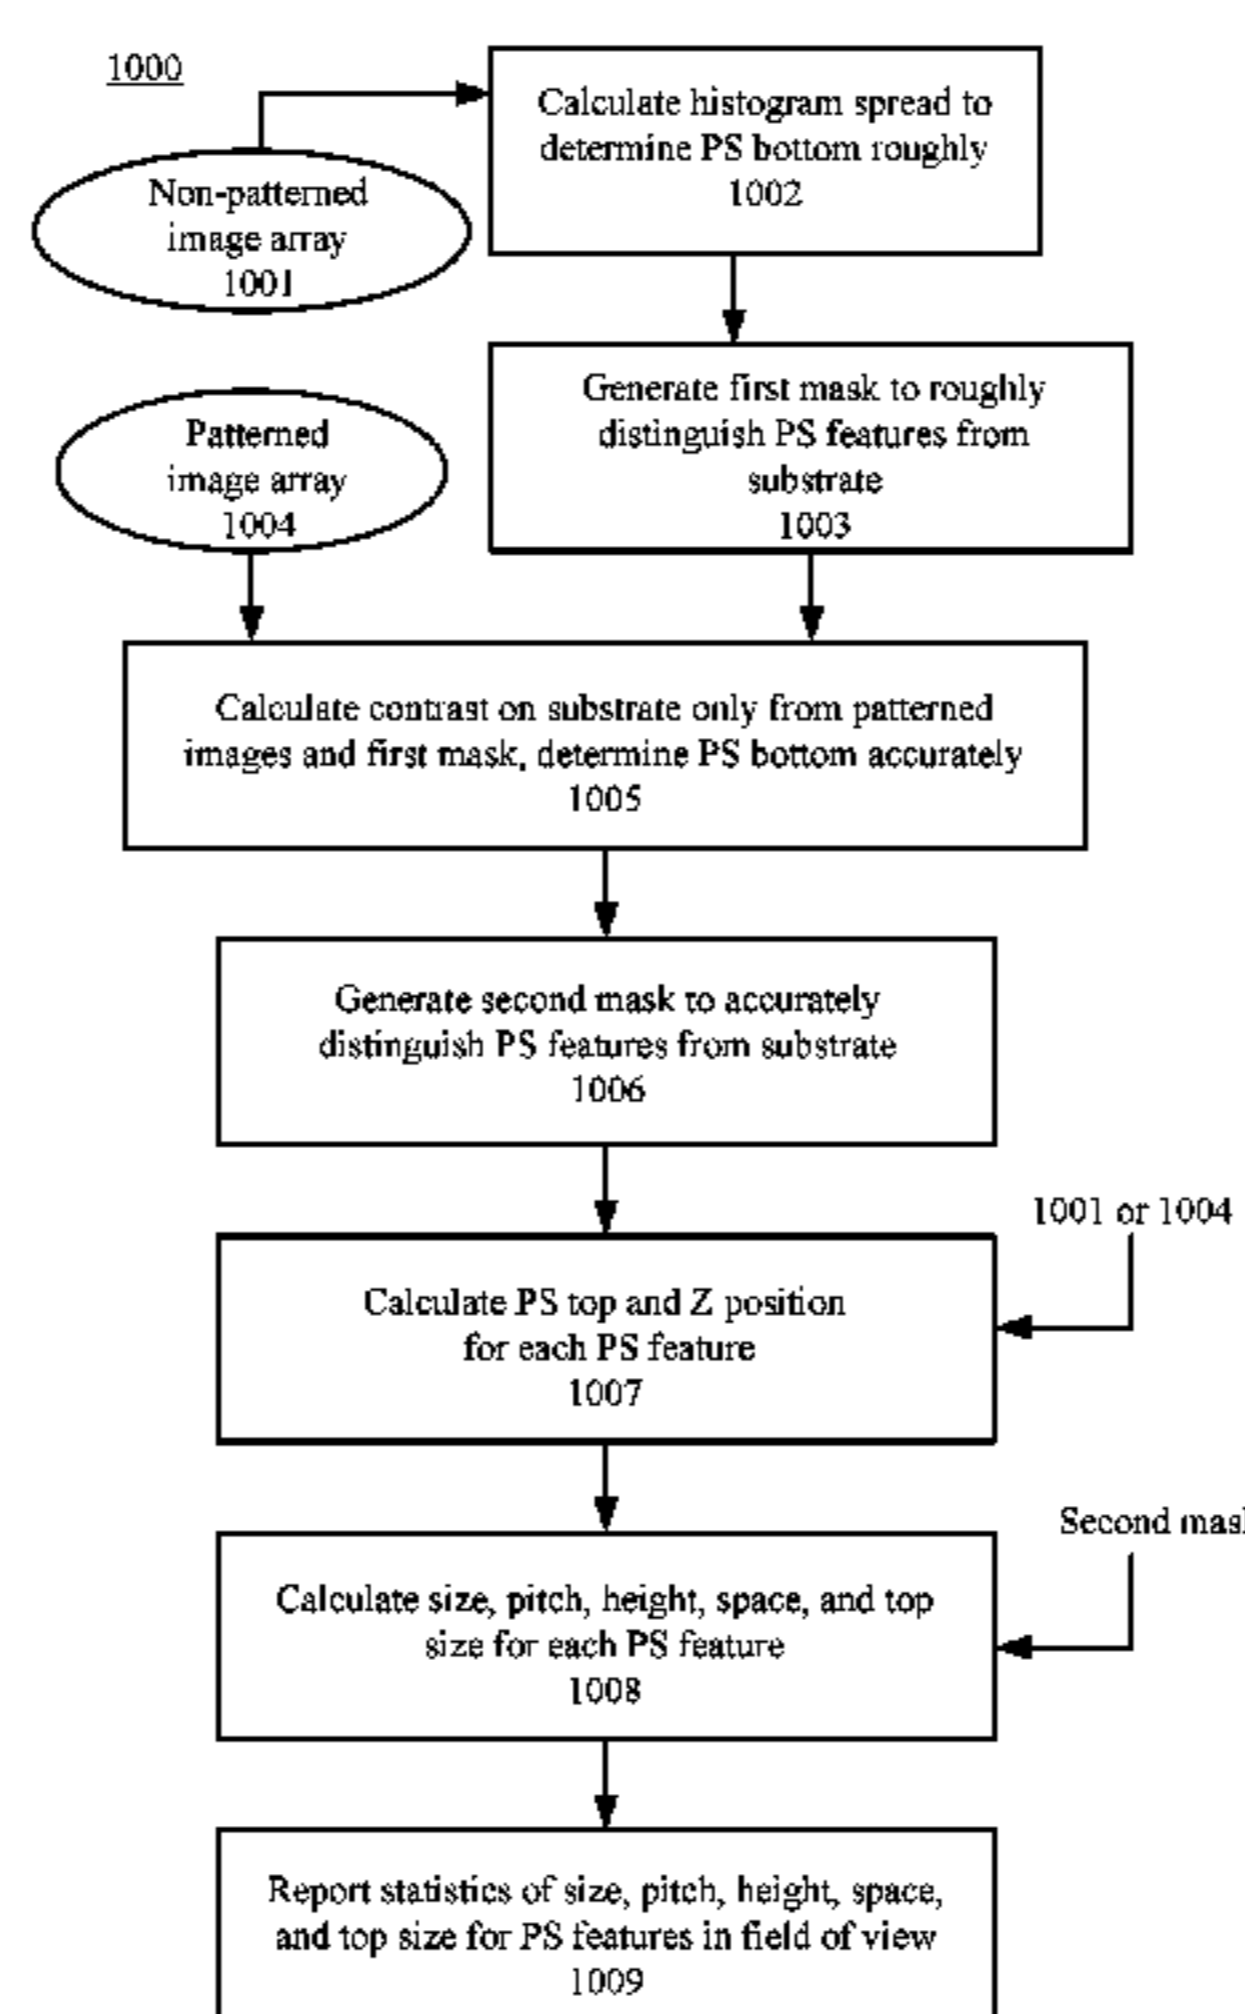 1000
Calculate histogram spread to
determine PS bottom roughly
1002
Non-patterned
image array
1001
Generate first mask to roughly
distinguish PS features from
substrate
1003
Patterned
image array
1004
Calculate contrast on substrate only from patterned
images and first mask, determine PS bottom accurately
1005
Generate second mask to accurately
distinguish PS features from substrate
1006
1001 or 1004
Calculate PS top and Z position
for each PS feature
1007
Second
Calculate size, pitch, height, space, and top
size for each PS feature
1008
Report statistics of size, pitch, height, space,
and top size for PS features in field of view
1009